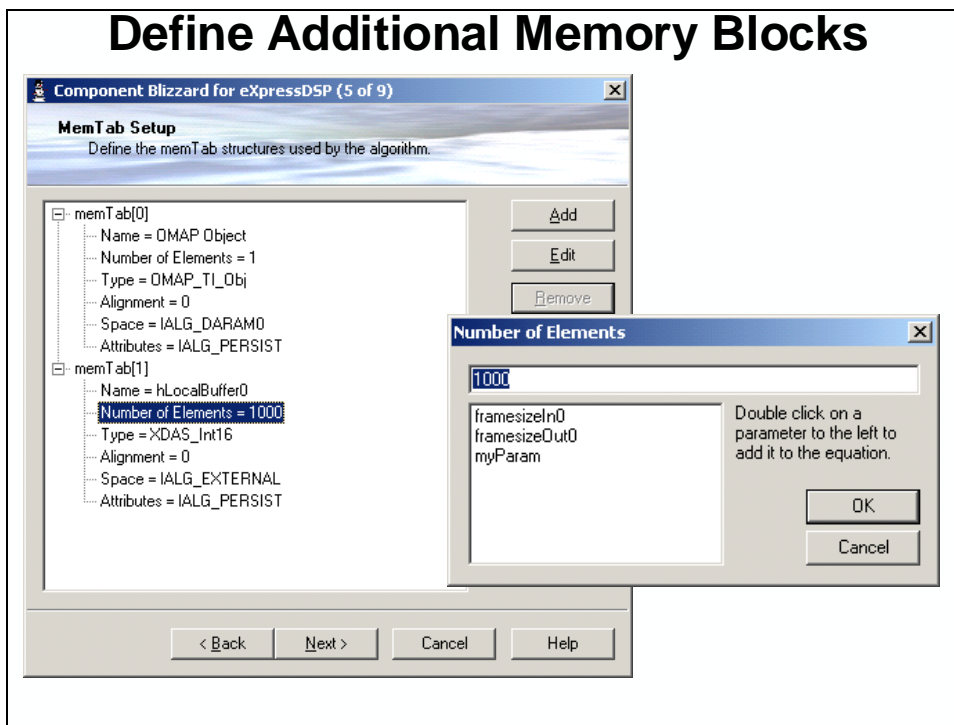 Define Additional Memory Blocks
Component Blizzard for eXpressDSP (5 of 9)
MemTab Setup
Define the memTab structures used by the algorithm.
memTab[0]
Name = OMAP Object
Number of Elements = 1
Type = OMAP_TI_Obj
Alignment = 0
Space = IALG_DARAM0
Attributes = IALG_PERSIST
memTab[1]
Name = hLocalBuffer0
Number of Elements = 1000
Type = XDAS_Int16
Alignment = 0
Space = IALG_EXTERNAL
Attributes = IALG_PERSIST
Add
Edit
Remove
Number of Elements
1000
framesizeIn0
framesizeOut0
myParam
Double click on a
parameter to the left to
add it to the equation.
OK
Cancel
< Back
Next >
Cancel
Help